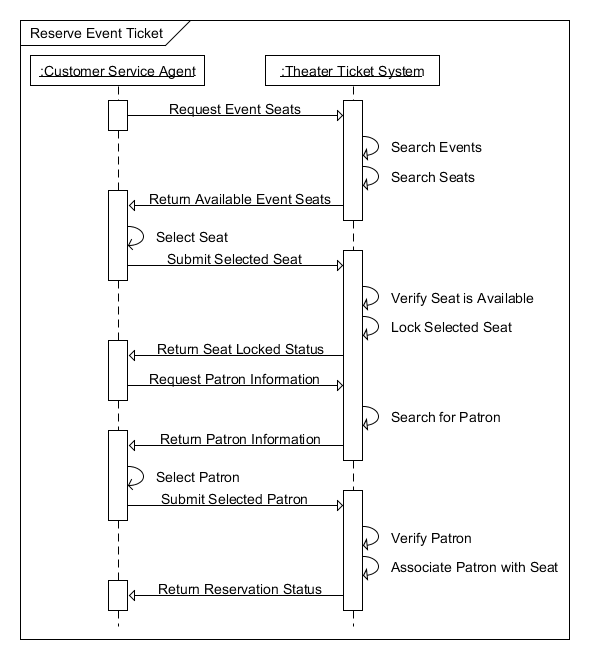 Reserve Event Ticket
:Customer Service Agent
:Theater Ticket System
Request Event Seats
Search Events
Search Seats
Return Available Event Seats
Select Seat
Submit Selected Seat
Verify Seat is Available
Lock Selected Seat
Return Seat Locked Status
Request Patron Information
Search for Patron
Return Patron Information
Select Patron
Submit Selected Patron
Verify Patron
Associate Patron with Seat
Return Reservation Status